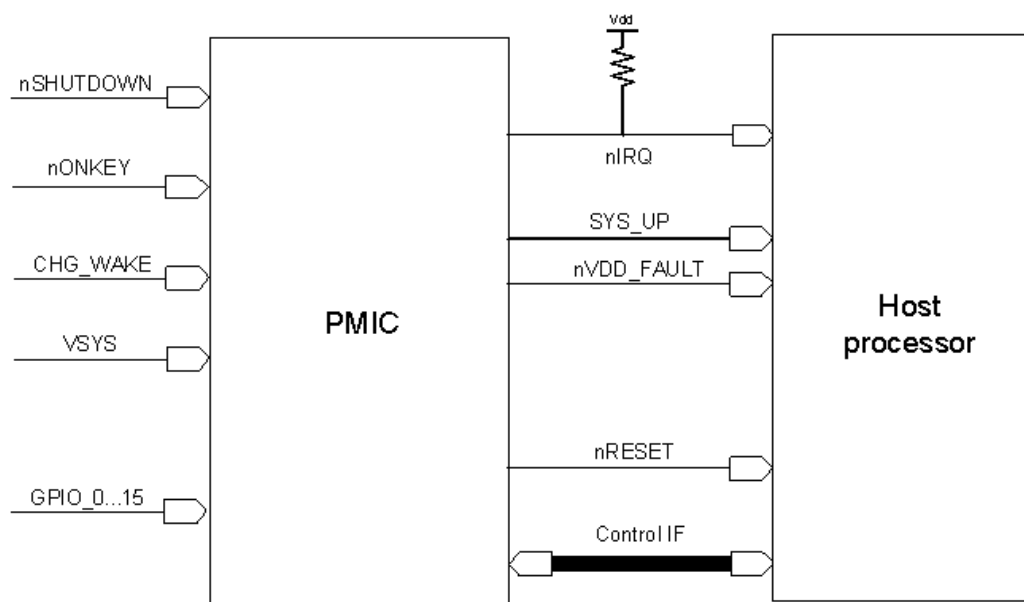 Vdd
nSHUTDOWN
nIRQ
nONKEY
SYS_UP
CHG_WAKE
nVDD_FAULT
PMIC
Host
processor
VSYS
nRESET
GPIO_0...15
Control IF